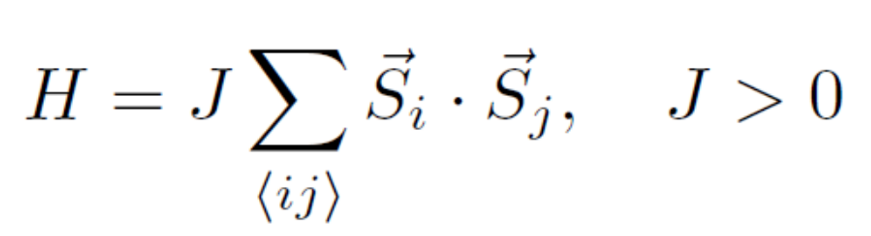 H = J \sum_{\langle ij \rangle} \vec{S}_i \cdot \vec{S}_j, \quad J > 0